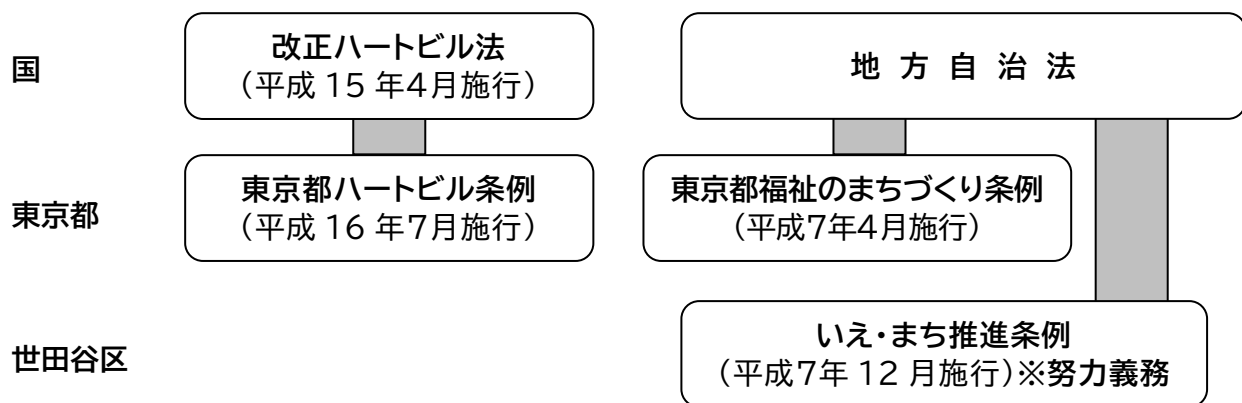 国
改正ハートビル法
（平成 15 年4月施行）
地 方 自 治 法
東京都
東京都ハートビル条例
（平成 16 年7月施行）
東京都福祉のまちづくり条例
（平成7年4月施行）
世田谷区
いえ・まち推進条例
（平成7年 12 月施行）※努力義務